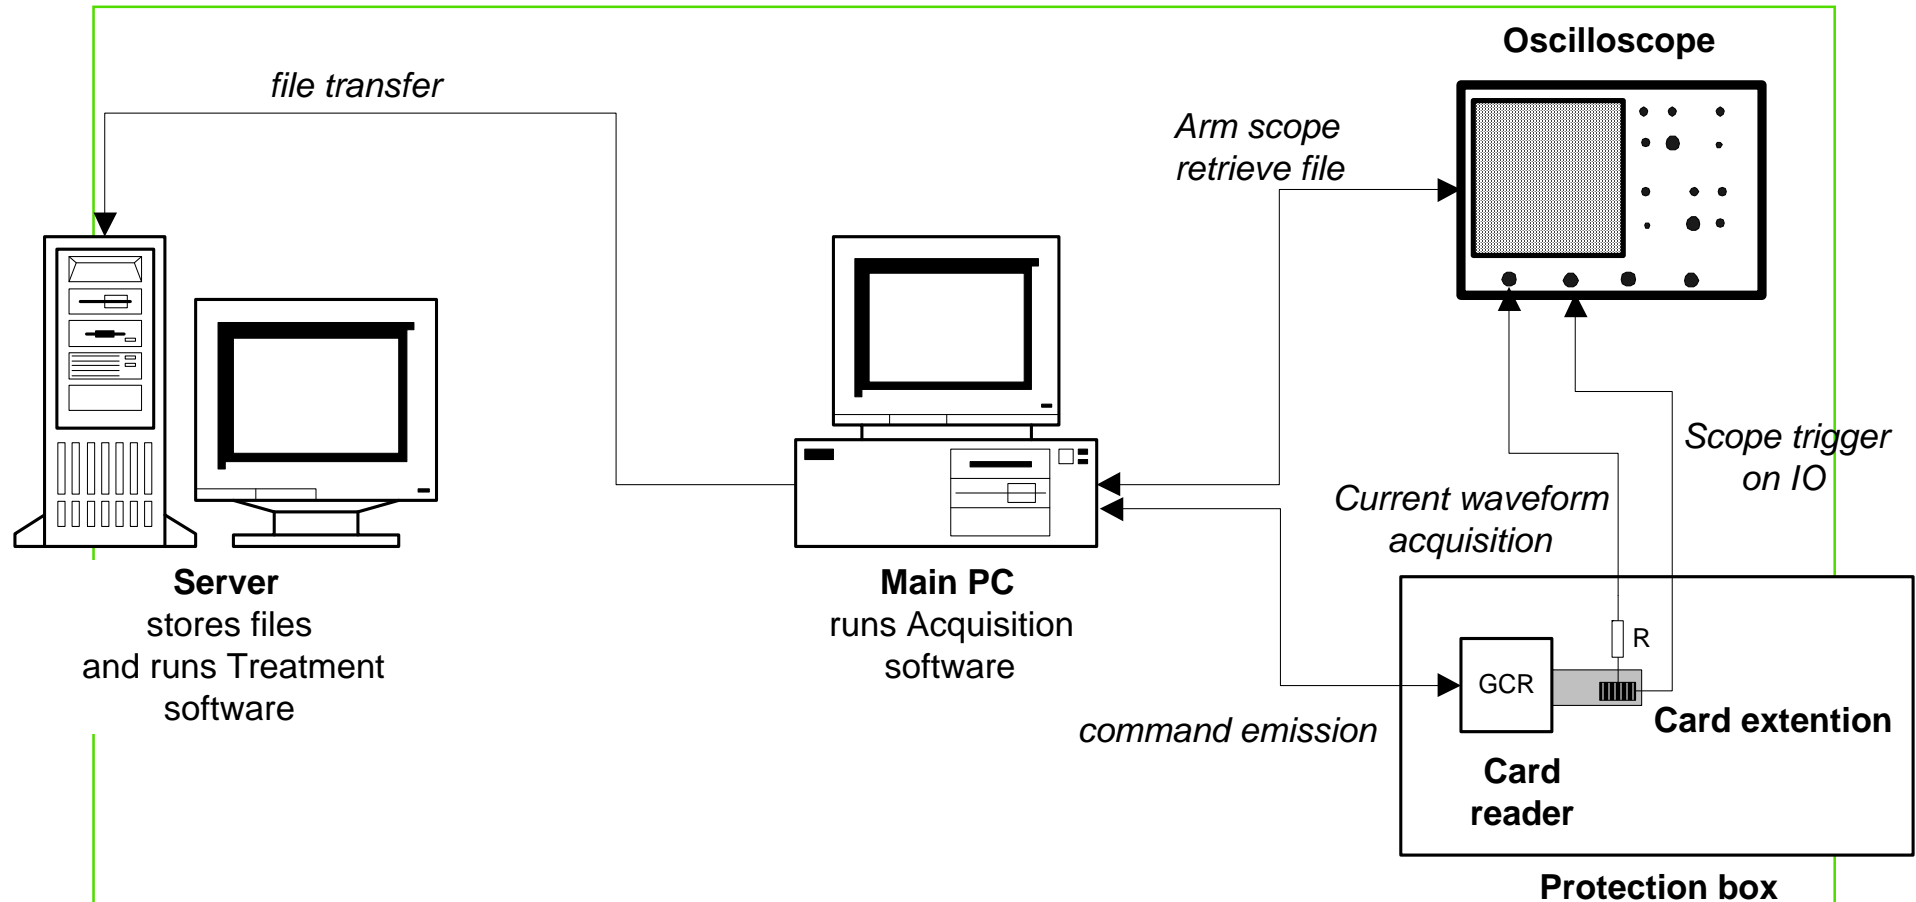 Oscilloscope
file transfer
Arm scope
retrieve file
Scope trigger
on IO
Current waveform
acquisition
Server
stores files
and runs Treatment
software
Main PC
runs Acquisition
software
R
GCR
command emission
Card extention
Card
reader
Protection box